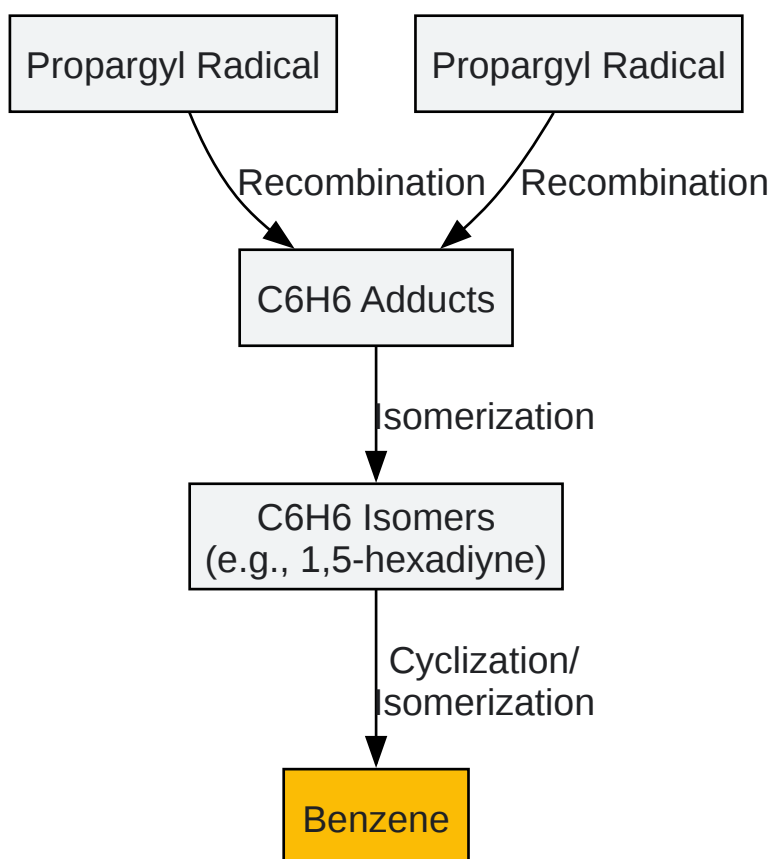 Propargyl Radical
Propargyl Radical
Recombination
Recombination
C6H6 Adducts
Isomerization
C6H6 Isomers
(e.g., 1,5-hexadiyne)
Cyclization/
Isomerization
Benzene